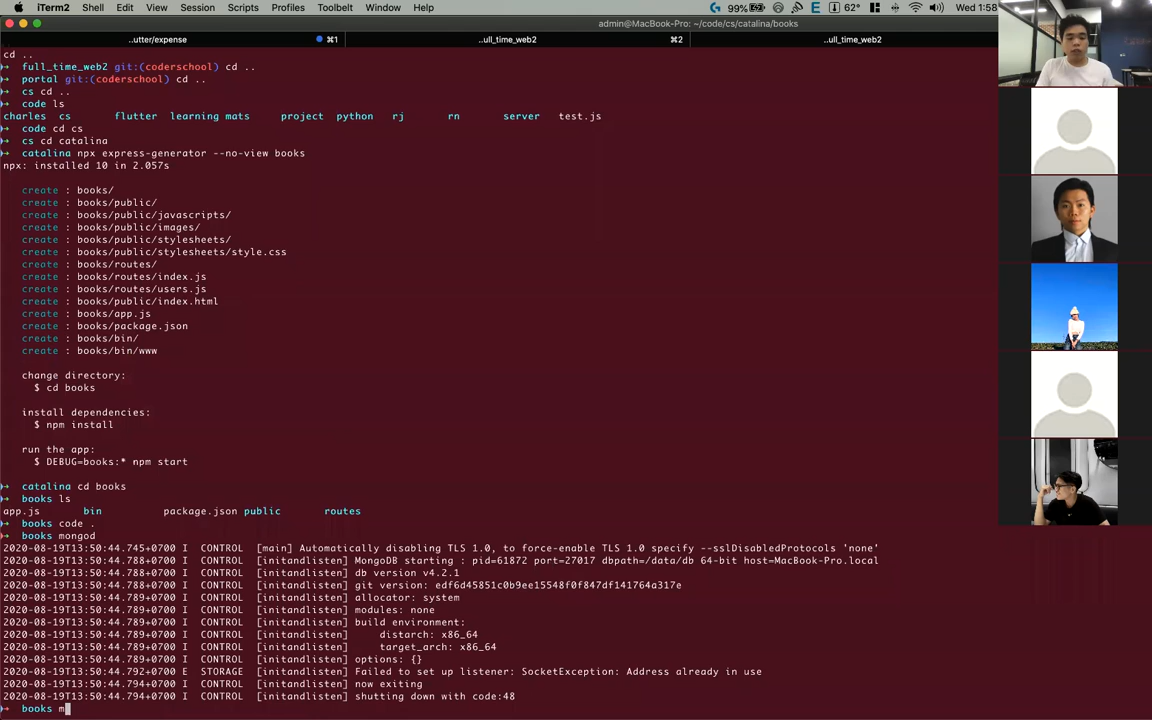 iTerm2 Shell Edit View Session Scripts Profiles Toolbelt Window Help 99% 62° Wed 1:58
admin@MacBook-Pro: ~/code/cs/catalina/books
..utter/expense ⌘1 ..ull_time_web2 ⌘2 ..ull_time_web2
cd ..
→ full_time_web2 git:(coderschool) cd ..
→ portal git:(coderschool) cd ..
→ cs cd ..
→ code ls
charles cs flutter learning mats project python rj rn server test.js
→ code cd cs
→ cs cd catalina
→ catalina npx express-generator --no-view books
npx: installed 10 in 2.057s
create : books/
create : books/public/
create : books/public/javascripts/
create : books/public/images/
create : books/public/stylesheets/
create : books/public/stylesheets/style.css
create : books/routes/
create : books/routes/index.js
create : books/routes/users.js
create : books/public/index.html
create : books/app.js
create : books/package.json
create : books/bin/
create : books/bin/www
change directory:
$ cd books
install dependencies:
$ npm install
run the app:
$ DEBUG=books:* npm start
→ catalina cd books
→ books ls
app.js bin package.json public routes
→ books code .
→ books mongod
2020-08-19T13:50:44.745+0700 I CONTROL [main] Automatically disabling TLS 1.0, to force-enable TLS 1.0 specify --sslDisabledProtocols 'none'
2020-08-19T13:50:44.788+0700 I CONTROL [initandlisten] MongoDB starting : pid=61872 port=27017 dbpath=/data/db 64-bit host=MacBook-Pro.local
2020-08-19T13:50:44.788+0700 I CONTROL [initandlisten] db version v4.2.1
2020-08-19T13:50:44.788+0700 I CONTROL [initandlisten] git version: edf6d45851c0b9ee15548f0f847df141764a317e
2020-08-19T13:50:44.789+0700 I CONTROL [initandlisten] allocator: system
2020-08-19T13:50:44.789+0700 I CONTROL [initandlisten] modules: none
2020-08-19T13:50:44.789+0700 I CONTROL [initandlisten] build environment:
2020-08-19T13:50:44.789+0700 I CONTROL [initandlisten] distarch: x86_64
2020-08-19T13:50:44.789+0700 I CONTROL [initandlisten] target_arch: x86_64
2020-08-19T13:50:44.789+0700 I CONTROL [initandlisten] options: {}
2020-08-19T13:50:44.792+0700 E STORAGE [initandlisten] Failed to set up listener: SocketException: Address already in use
2020-08-19T13:50:44.794+0700 I CONTROL [initandlisten] now exiting
2020-08-19T13:50:44.794+0700 I CONTROL [initandlisten] shutting down with code:48
→ books m